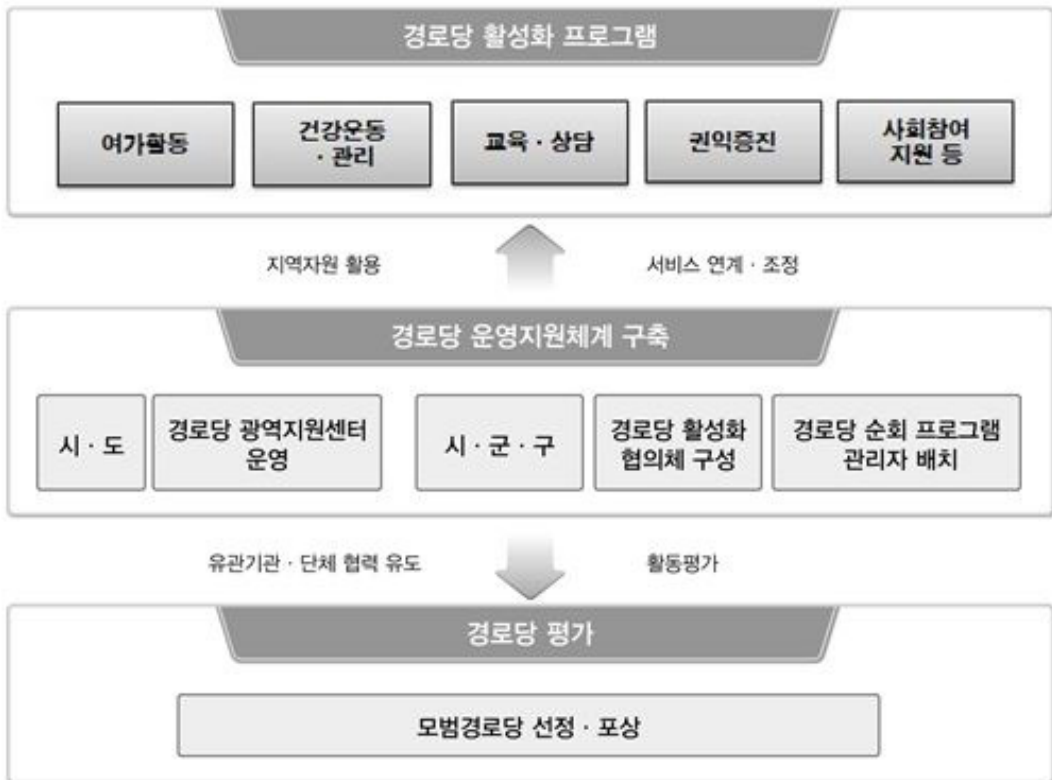 경로당 활성화 프로그램
여가활동
건강운동
· 관리
교육 · 상담
권익증진
사회참여
지원 등
지역자원 활용
서비스 연계 · 조정
경로당 운영지원체계 구축
시 · 도
경로당 광역지원센터
운영
시 · 군 · 구
경로당 활성화
협의체 구성
경로당 순회 프로그램
관리자 배치
유관기관 · 단체 협력 유도
활동평가
경로당 평가
모범경로당 선정 · 포상